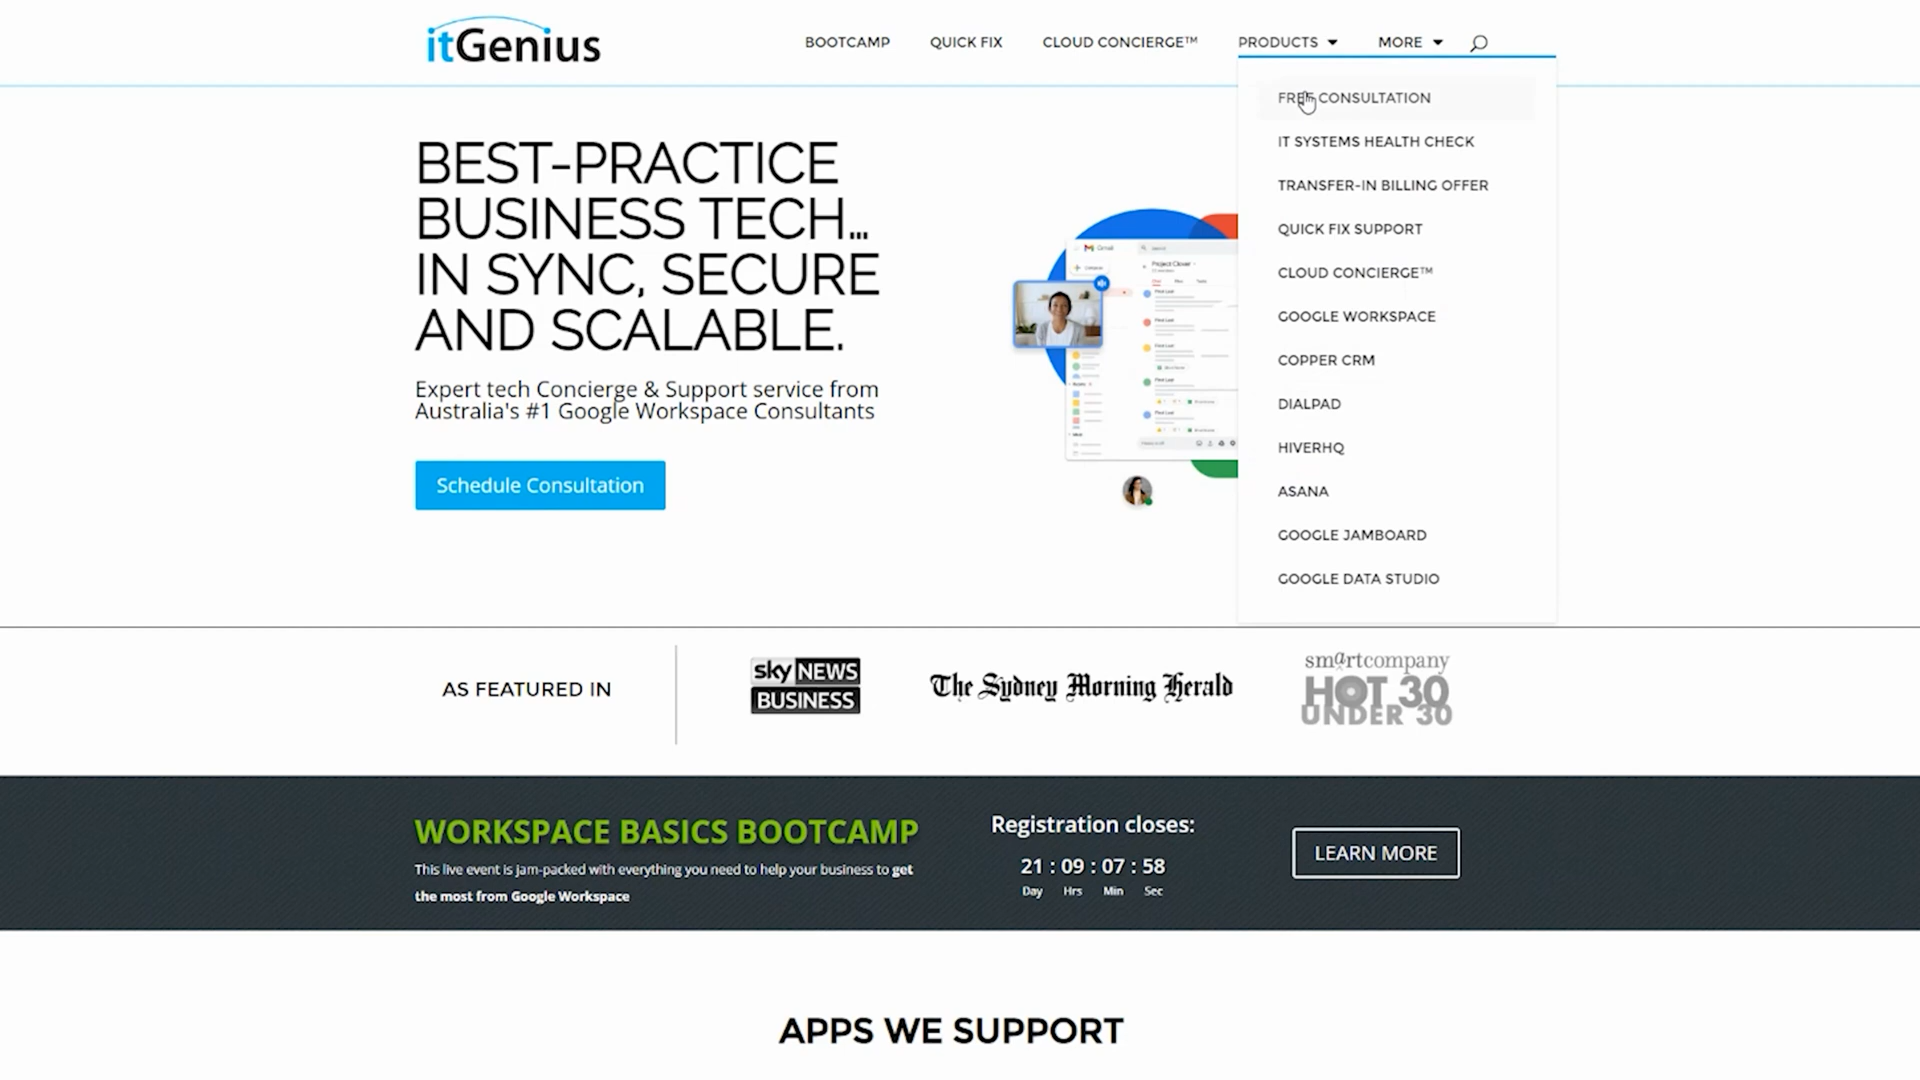 itGenius
BOOTCAMP
QUICK FIX
CLOUD CONCIERGE™
PRODUCTS
MORE
FREE CONSULTATION
IT SYSTEMS HEALTH CHECK
TRANSFER-IN BILLING OFFER
QUICK FIX SUPPORT
CLOUD CONCIERGE™
GOOGLE WORKSPACE
COPPER CRM
DIALPAD
HIVERHQ
ASANA
GOOGLE JAMBOARD
GOOGLE DATA STUDIO
BEST-PRACTICE
BUSINESS TECH...
IN SYNC, SECURE
AND SCALABLE.
Expert tech Concierge & Support service from
Australia's #1 Google Workspace Consultants
Schedule Consultation
Gmail
Project Clover
AS FEATURED IN
sky NEWS
BUSINESS
The Sydney Morning Herald
smartcompany
HOT 30
UNDER 30
WORKSPACE BASICS BOOTCAMP
This live event is jam-packed with everything you need to help your business to get
the most from Google Workspace
Registration closes:
21 : 09 : 07 : 58
Day Hrs Min Sec
LEARN MORE
APPS WE SUPPORT